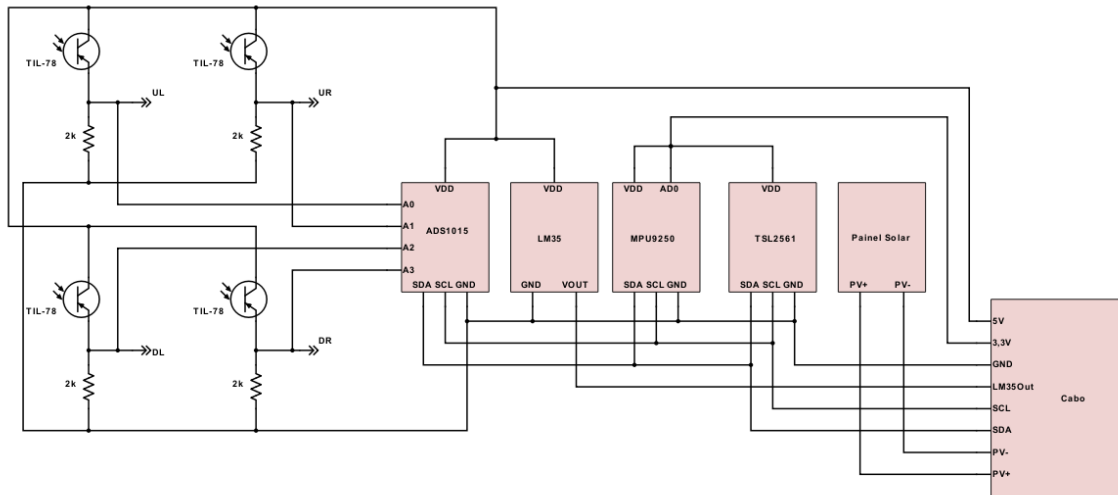 TIL-78
UL
2k
TIL-78
UR
2k
TIL-78
DL
2k
TIL-78
DR
2k
VDD
A0
A1
A2
A3
ADS1015
SDA SCL GND
VDD
LM35
GND VOUT
VDD AD0
MPU9250
SDA SCL GND
VDD
TSL2561
SDA SCL GND
Painel Solar
PV+ PV-
5V
3,3V
GND
LM35Out
SCL
SDA
PV-
PV+
Cabo